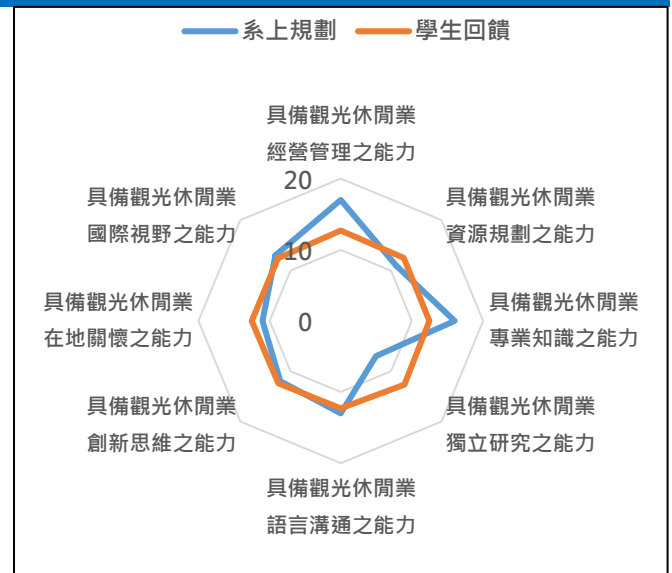 系上規劃 學生回饋
具備觀光休閒業
經營管理之能力
具備觀光休閒業
資源規劃之能力
具備觀光休閒業
專業知識之能力
具備觀光休閒業
獨立研究之能力
具備觀光休閒業
語言溝通之能力
具備觀光休閒業
創新思維之能力
具備觀光休閒業
在地關懷之能力
具備觀光休閒業
國際視野之能力
20
10
0